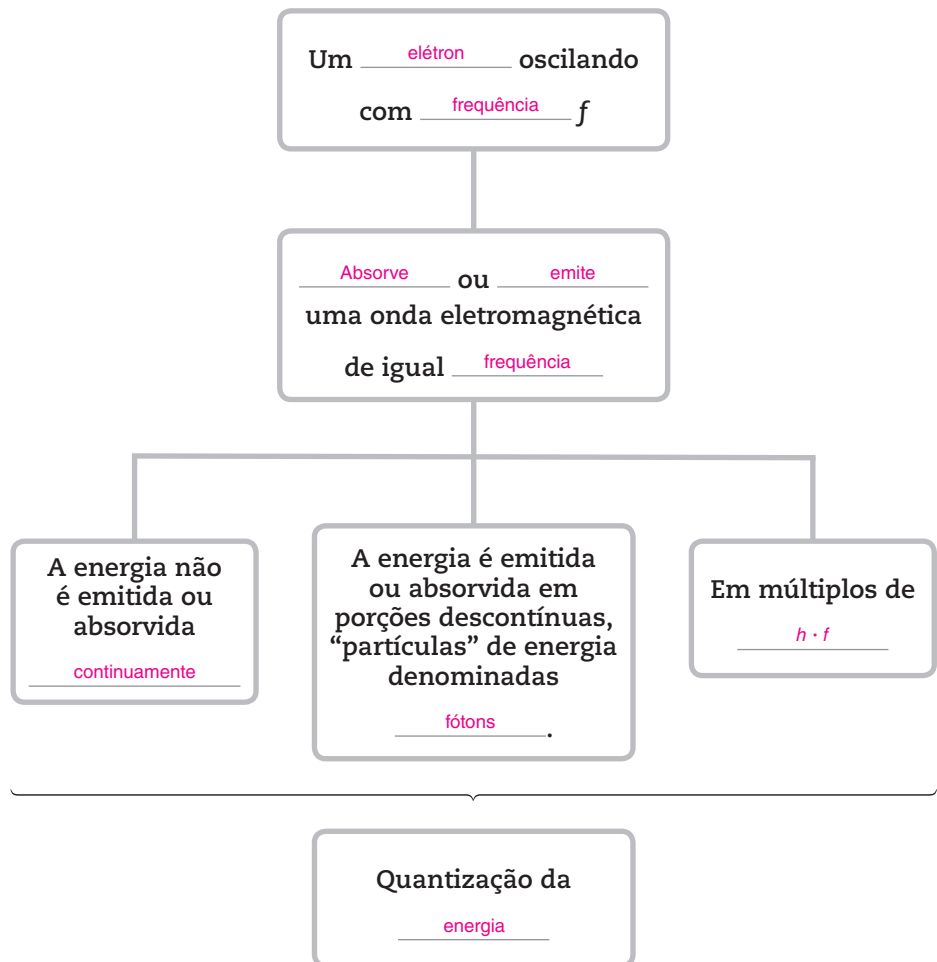 Um elétron oscilando
com frequência f
Absorve ou emite
uma onda eletromagnética
de igual frequência
A energia não
é emitida ou
absorvida
continuamente
A energia é emitida
ou absorvida em
porções descontínuas,
“partículas” de energia
denominadas
fótons.
Em múltiplos de
h · f
Quantização da
energia